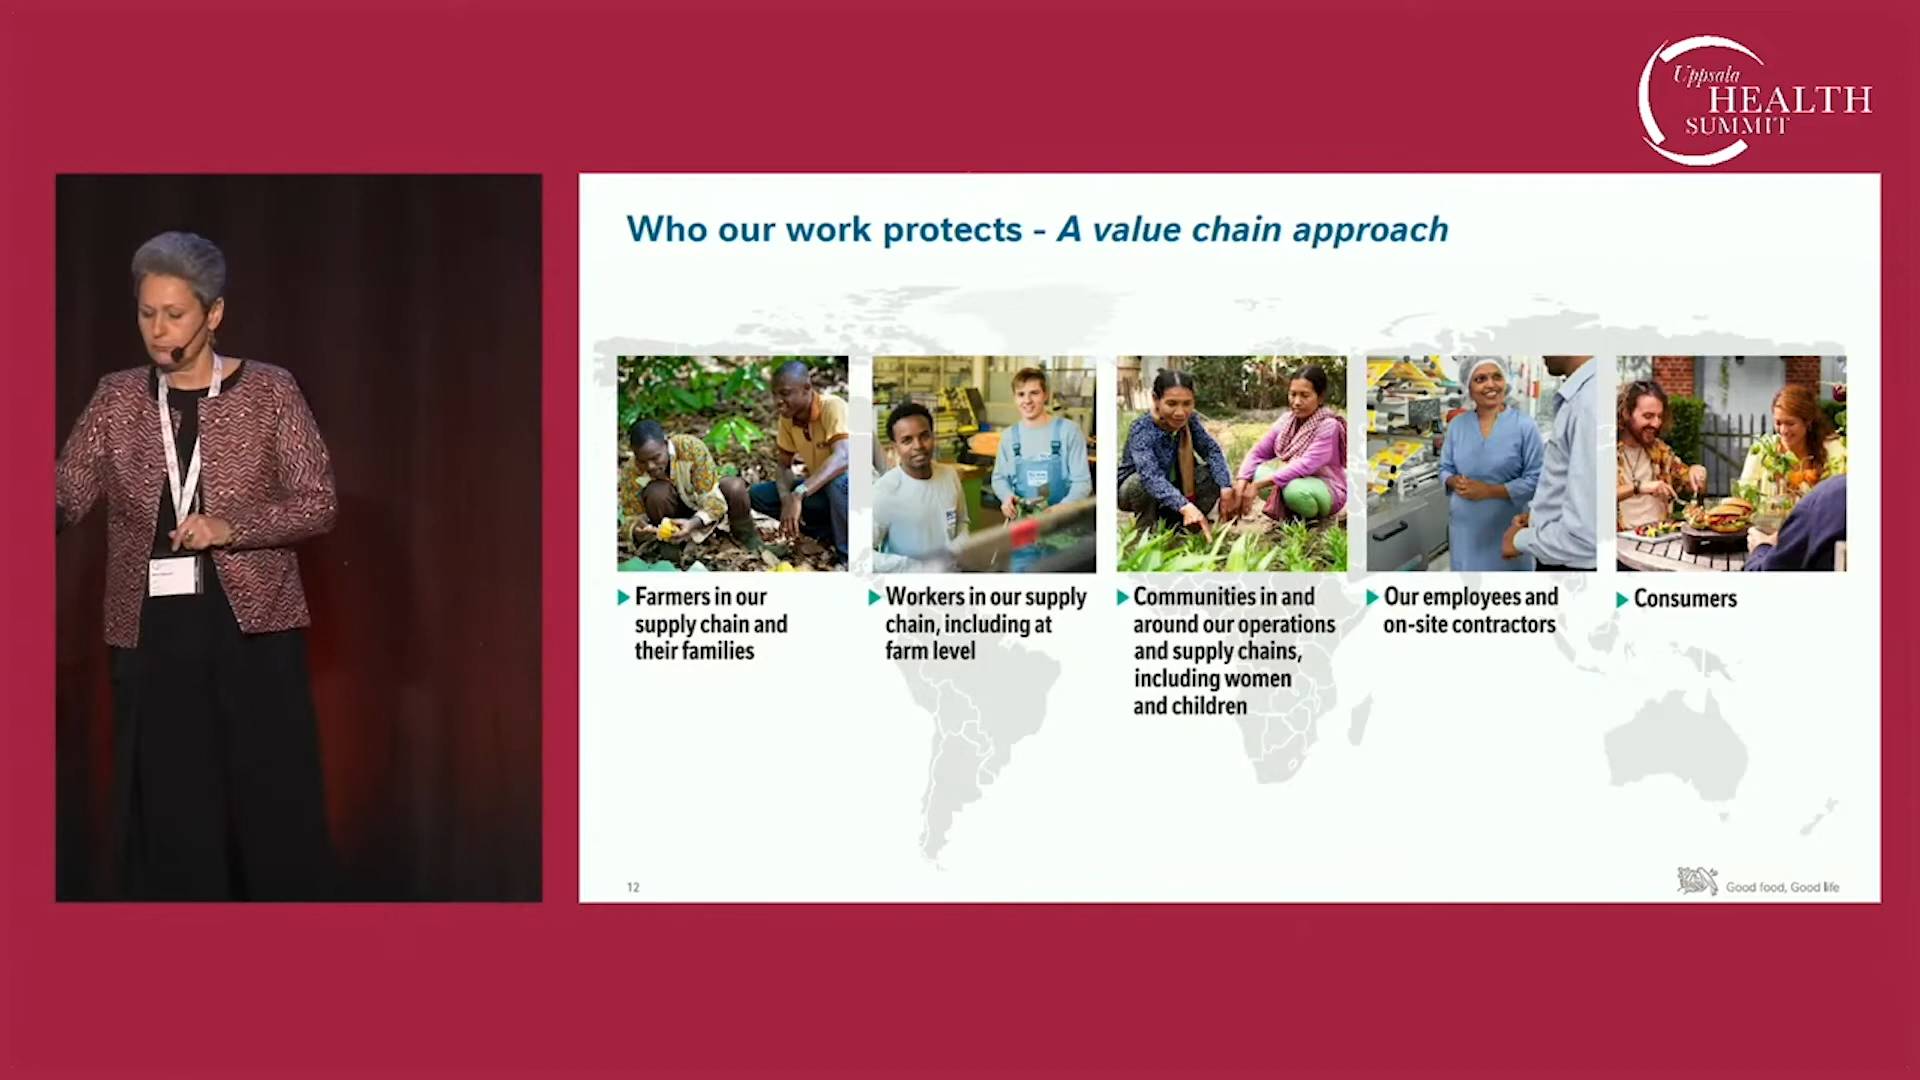 Uppsala
HEALTH
SUMMIT
Who our work protects - A value chain approach
Farmers in our
supply chain and
their families
Workers in our supply
chain, including at
farm level
Communities in and
around our operations
and supply chains,
including women
and children
Our employees and
on-site contractors
Consumers
12
Good food, Good life